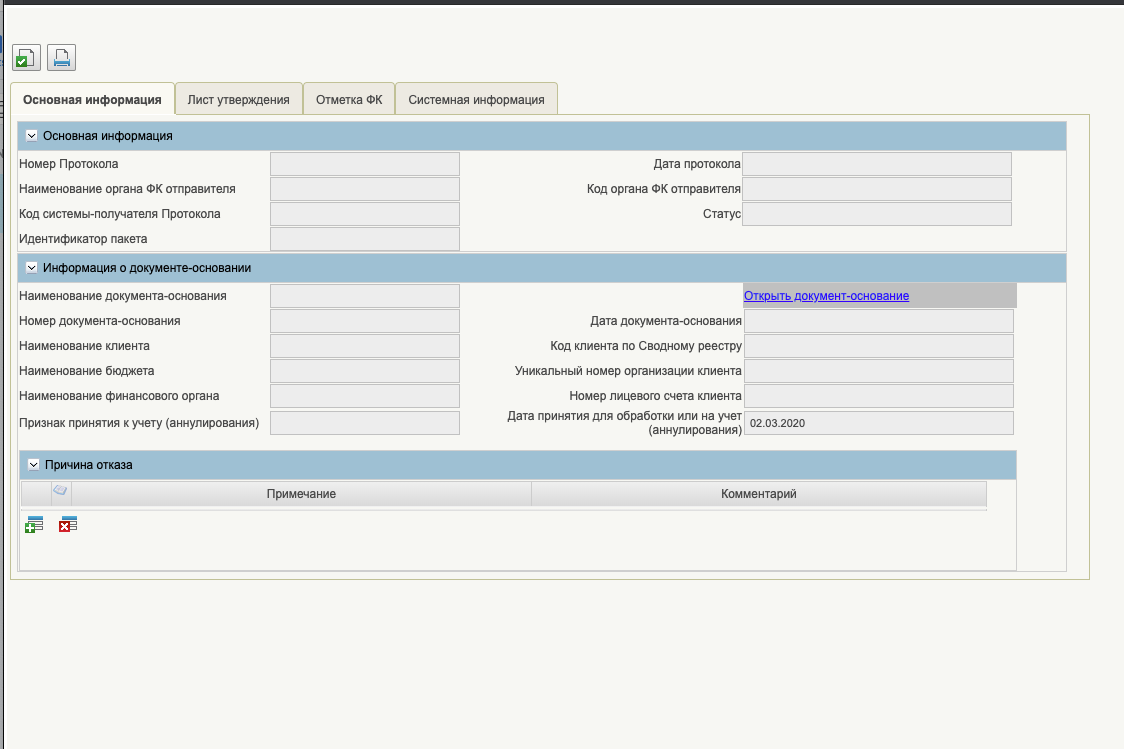 Основная информация Лист утверждения Отметка ФК Системная информация
Основная информация
Номер Протокола Дата протокола
Наименование органа ФК отправителя Код органа ФК отправителя
Код системы-получателя Протокола Статус
Идентификатор пакета
Информация о документе-основании
Наименование документа-основания Открыть документ-основание
Номер документа-основания Дата документа-основания
Наименование клиента Код клиента по Сводному реестру
Наименование бюджета Уникальный номер организации клиента
Наименование финансового органа Номер лицевого счета клиента
Признак принятия к учету (аннулирования) Дата принятия для обработки или на учет
(аннулирования) 02.03.2020
Причина отказа
Примечание Комментарий